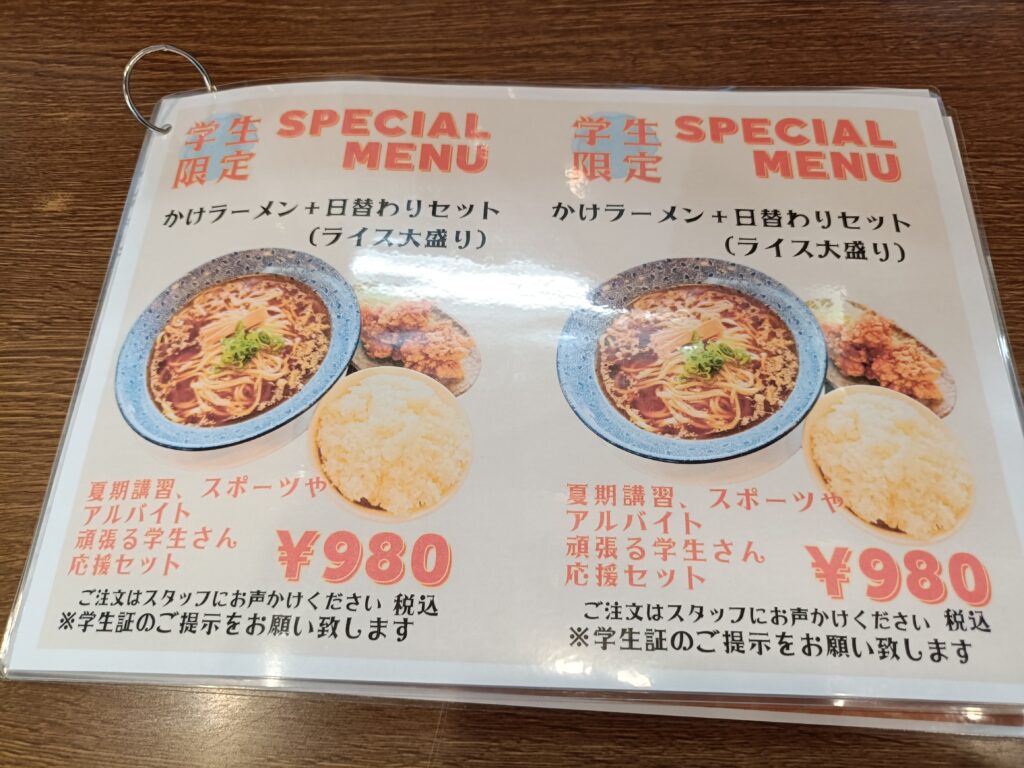 学生
限定
SPECIAL
MENU
かけラーメン+日替わりセット
(ライス大盛り)
夏期講習、スポーツや
アルバイト
頑張る学生さん
応援セット
¥980
税込
ご注文はスタッフにお声かけください
※学生証のご提示をお願い致します
学生
限定
SPECIAL
MENU
かけラーメン+日替わりセット
(ライス大盛り)
夏期講習、スポーツや
アルバイト
頑張る学生さん
応援セット
¥980
税込
ご注文はスタッフにお声かけください
※学生証のご提示をお願い致します